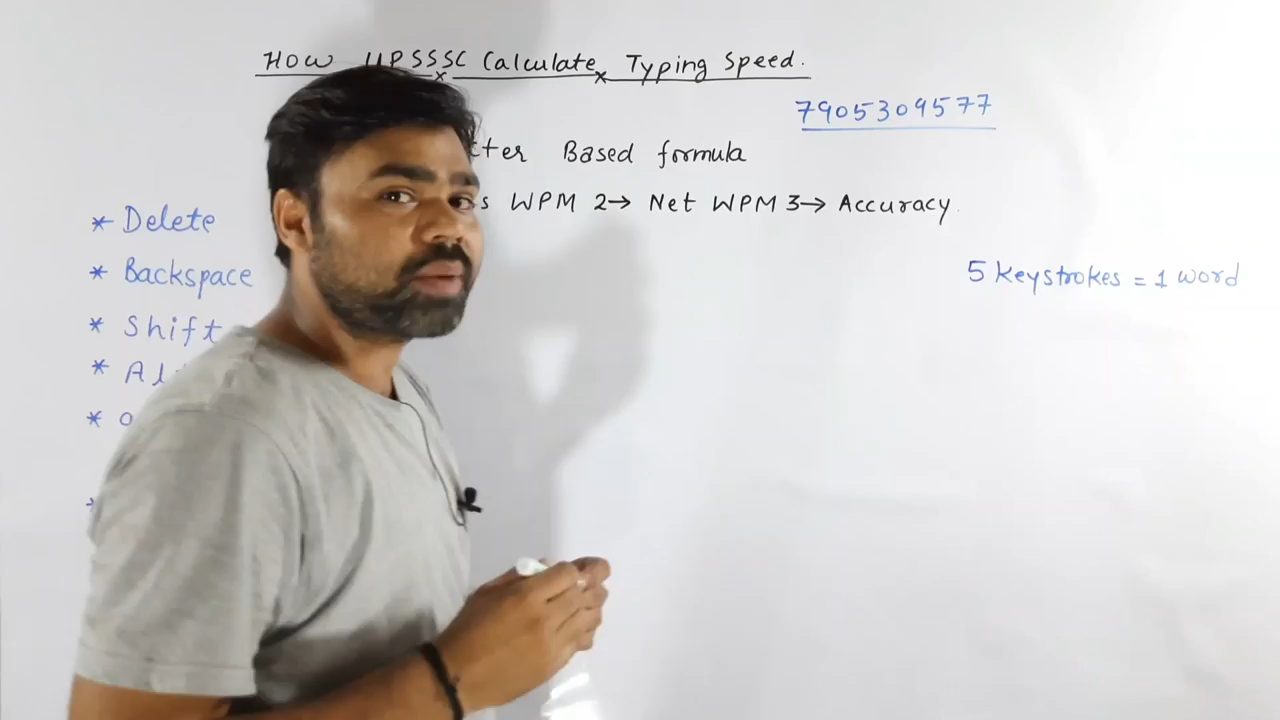 How UPSSSC Calculate Typing Speed.
7905309577
Based formula
WPM 2→ Net WPM 3→ Accuracy.
* Delete
* Backspace
* Shift
5 Keystrokes = 1 word